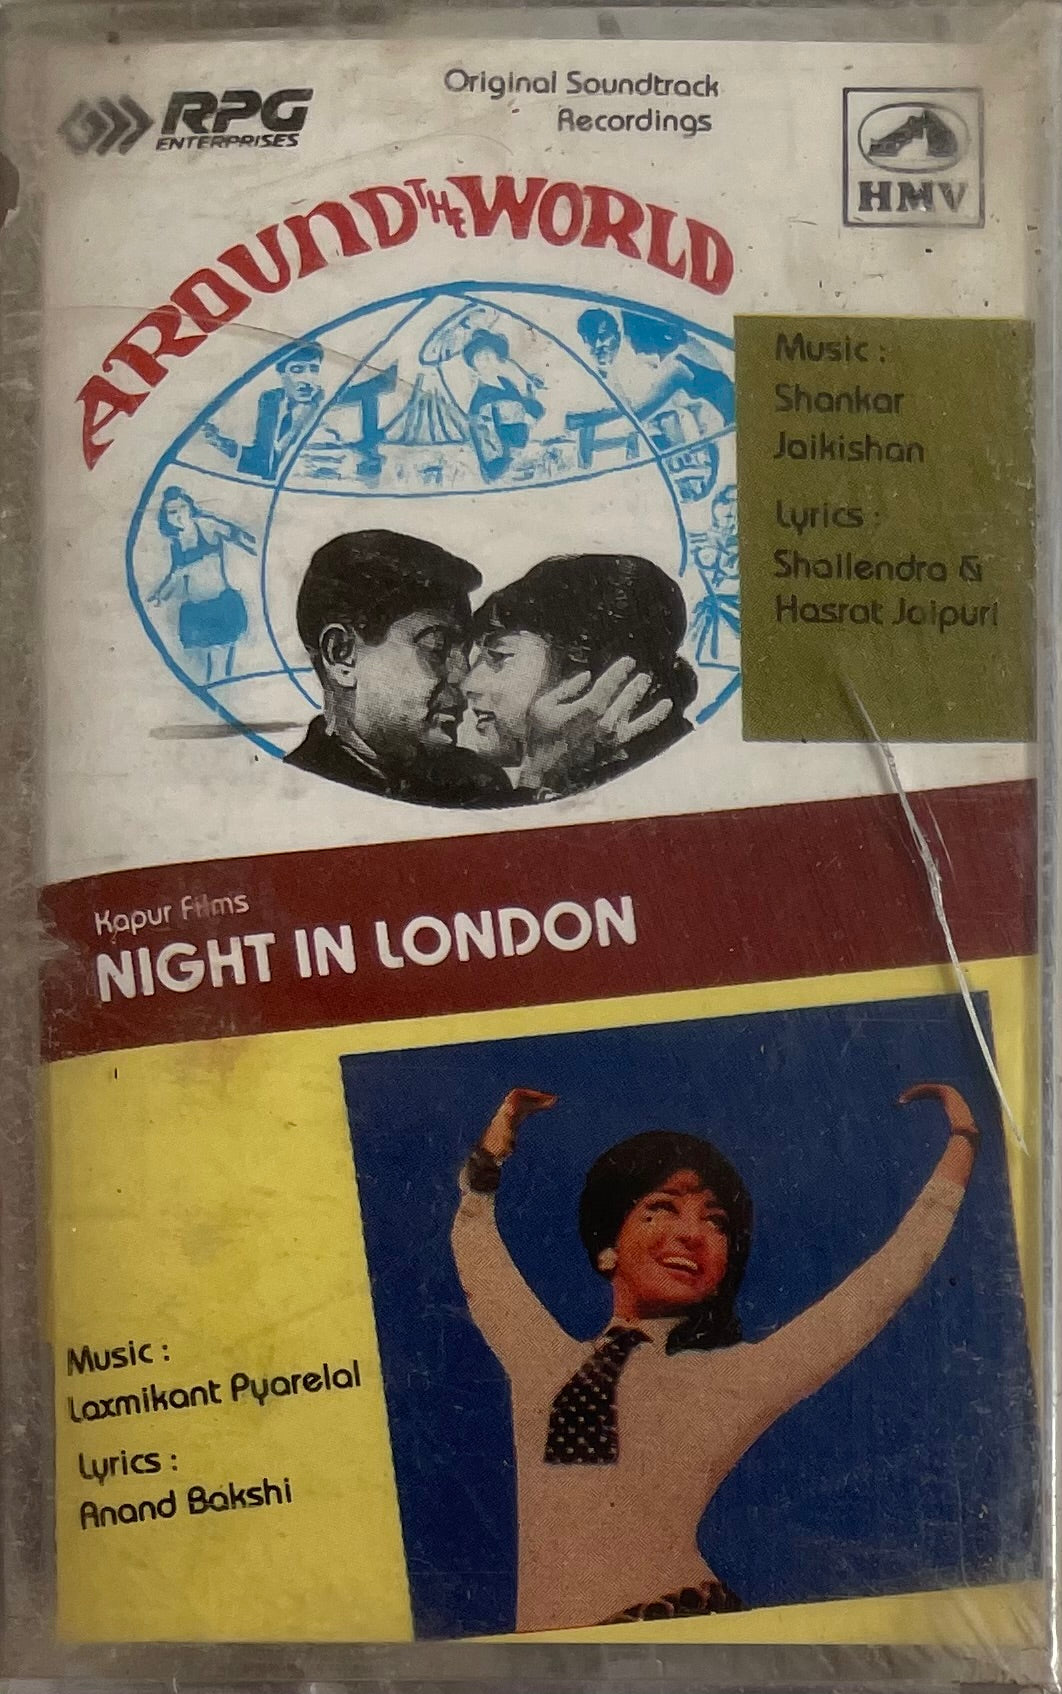 RPG
ENTERPRISES
Original Soundtrack
Recordings
HMV
AROUND THE WORLD
Music :
Shankar
Jaikishan
Lyrics :
Shailendra &
Hasrat Jaipuri
Kapur Films
NIGHT IN LONDON
Music :
Laxmikant Pyarelal
Lyrics :
Anand Bakshi